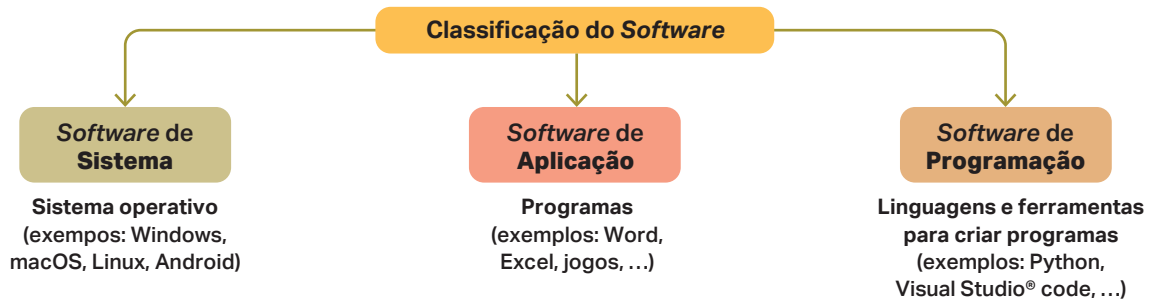 Classificação do Software
Software de
Sistema
Sistema operativo
(exempos: Windows,
macOS, Linux, Android)
Software de
Aplicação
Programas
(exemplos: Word,
Excel, jogos, ...)
Software de
Programação
Linguagens e ferramentas
para criar programas
(exemplos: Python,
Visual Studio® code, ...)